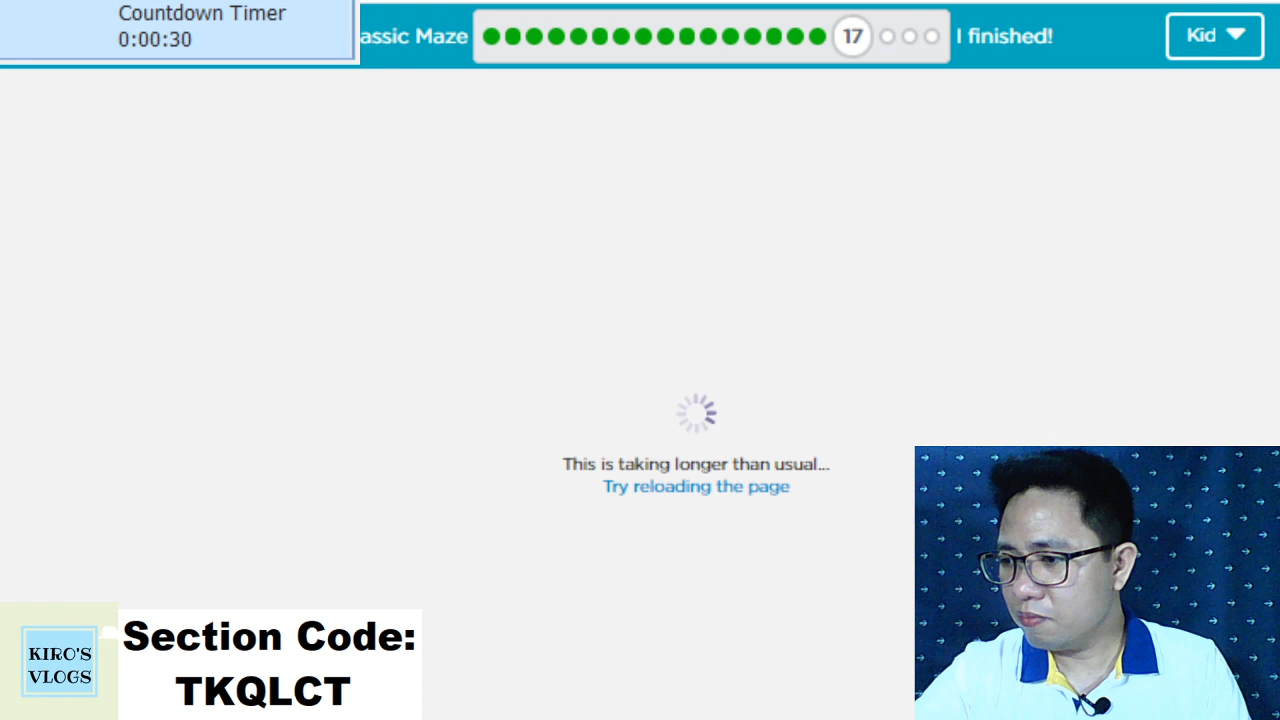 Countdown Timer
0:00:30
assic Maze
17
I finished!
Kid
This is taking longer than usual...
Try reloading the page
Section Code:
TKQLCT
KIRO'S
VLOGS